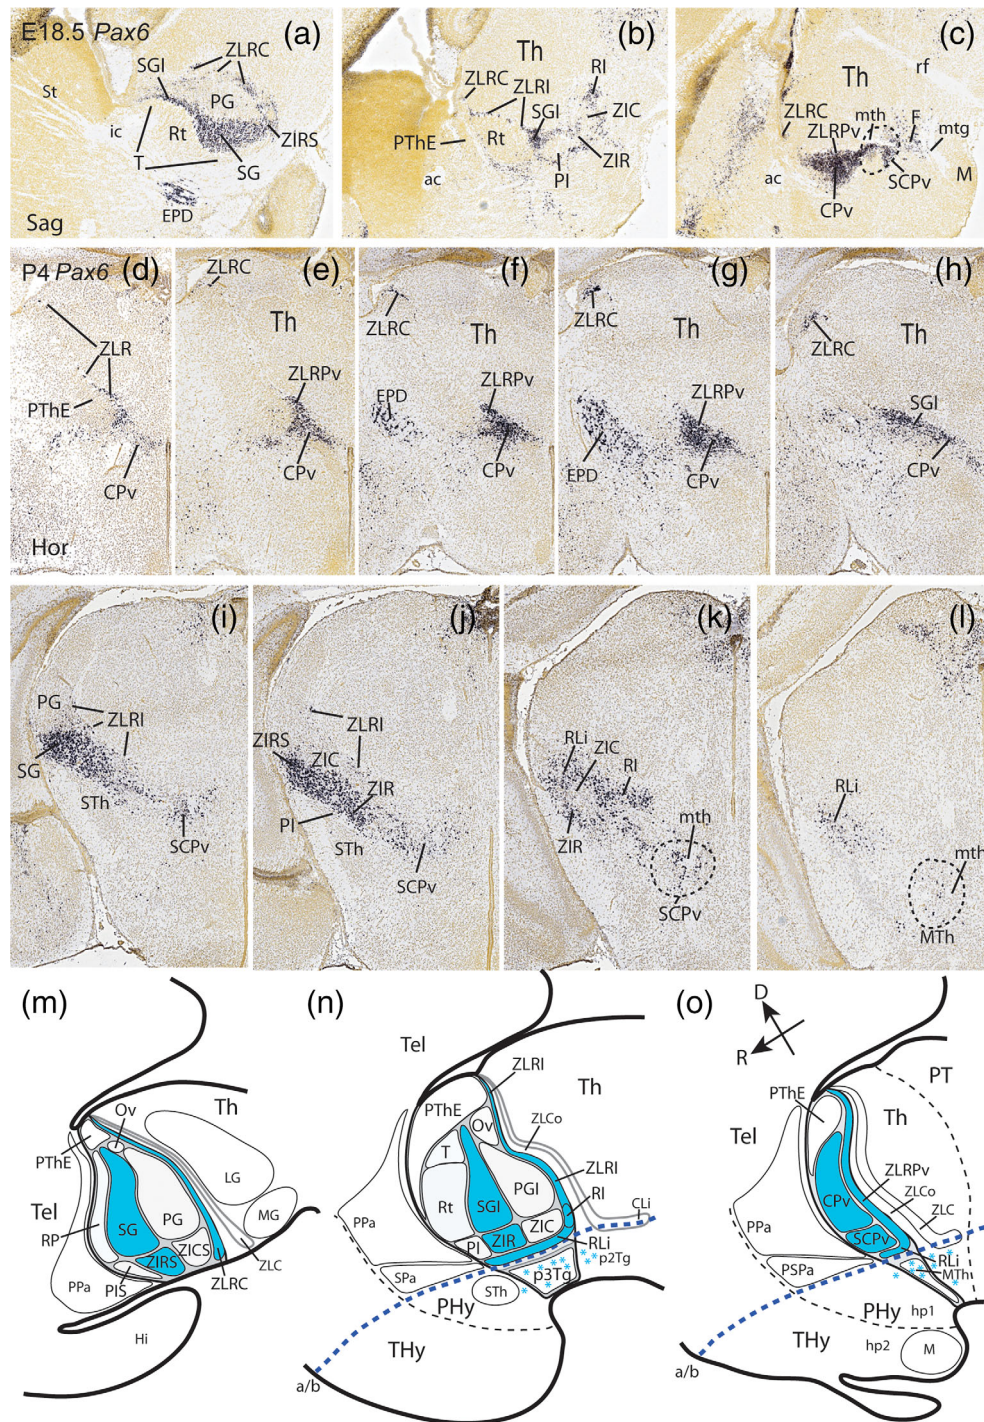 E18.5 Pax6
(a)
ZLRC
SGI
St
PG
ic
Rt
ZIRS
T
SG
EPD
Sag
(b)
Th
ZLRC
ZLRI
RI
SGI
ZIC
PThE
Rt
ZIR
ac
PI
(c)
Th
rf
ZLRC
mth
F
ZLRPv
mtg
SCPv
M
ac
CPv
P4 Pax6
(d)
ZLR
PThE
CPv
Hor
(e)
ZLRC
Th
ZLRPv
CPv
(f)
ZLRC
Th
ZLRPv
EPD
CPv
(g)
ZLRC
Th
ZLRPv
EPD
CPv
(h)
ZLRC
Th
SGI
CPv
(i)
PG
ZLRI
SG
STh
SCPv
(j)
ZLRI
ZIRS
ZIC
ZIR
PI
STh
SCPv
(k)
RLi
ZIC
RI
ZIR
mth
SCPv
(l)
RLi
mth
MTh
(m)
Th
Ov
PThE
LG
Tel
SG
PG
MG
RP
ZICS
ZIRS
ZLC
PPa
PIS
ZLRC
Hi
(n)
Tel
ZLRI
Th
PThE
Ov
ZLCo
T
ZLRI
PGI
SGI
RI
Rt
PPa
ZIC
CLi
PI
ZIR
RLi
p2Tg
SPa
p3Tg
STh
PHy
THy
a/b
(o)
D
R
PT
PThE
Th
Tel
ZLRPv
CPv
ZLCo
PPa
ZLC
SCPv
RLi
PSPa
MTh
PHy
hp1
THy
hp2
M
a/b